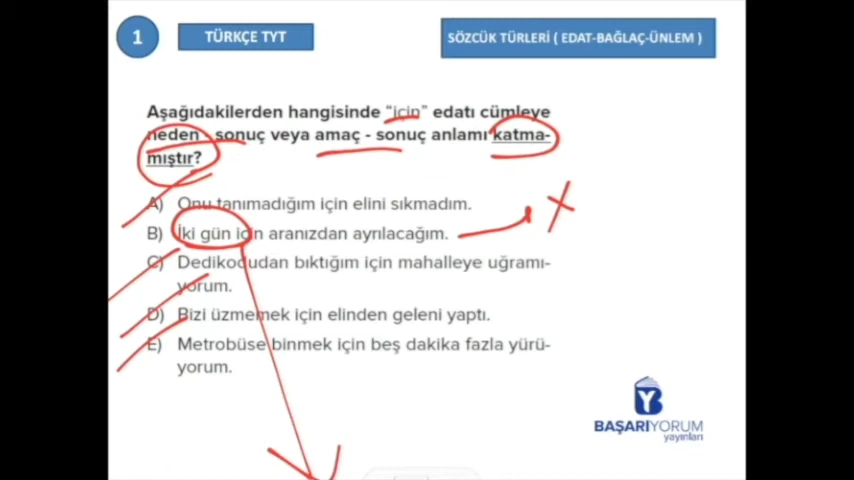 1
TÜRKÇE TYT
SÖZCÜK TÜRLERİ ( EDAT-BAĞLAÇ-ÜNLEM )
Aşağıdakilerden hangisinde “için” edatı cümleye
neden - sonuç veya amaç - sonuç anlamı katma-
mıştır?
A) Onu tanımadığım için elini sıkmadım.
B) İki gün için aranızdan ayrılacağım.
C) Dedikodudan bıktığım için mahalleye uğramı-
yorum.
D) Bizi üzmemek için elinden geleni yaptı.
E) Metrobüse binmek için beş dakika fazla yürü-
yorum.
BAŞARIYORUM
yayınları